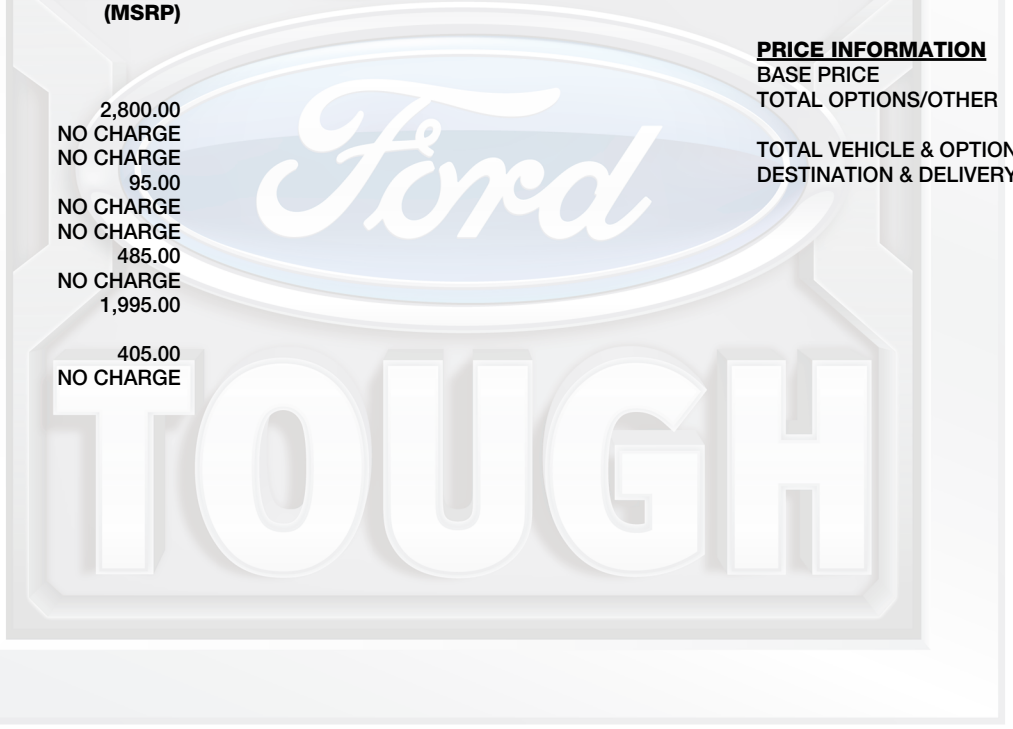 (MSRP)
2,800.00
NO CHARGE
NO CHARGE
95.00
NO CHARGE
NO CHARGE
485.00
NO CHARGE
1,995.00
405.00
NO CHARGE
PRICE INFORMATION
BASE PRICE
TOTAL OPTIONS/OTHER
TOTAL VEHICLE & OPTION
DESTINATION & DELIVERY
Ford
TOUGH